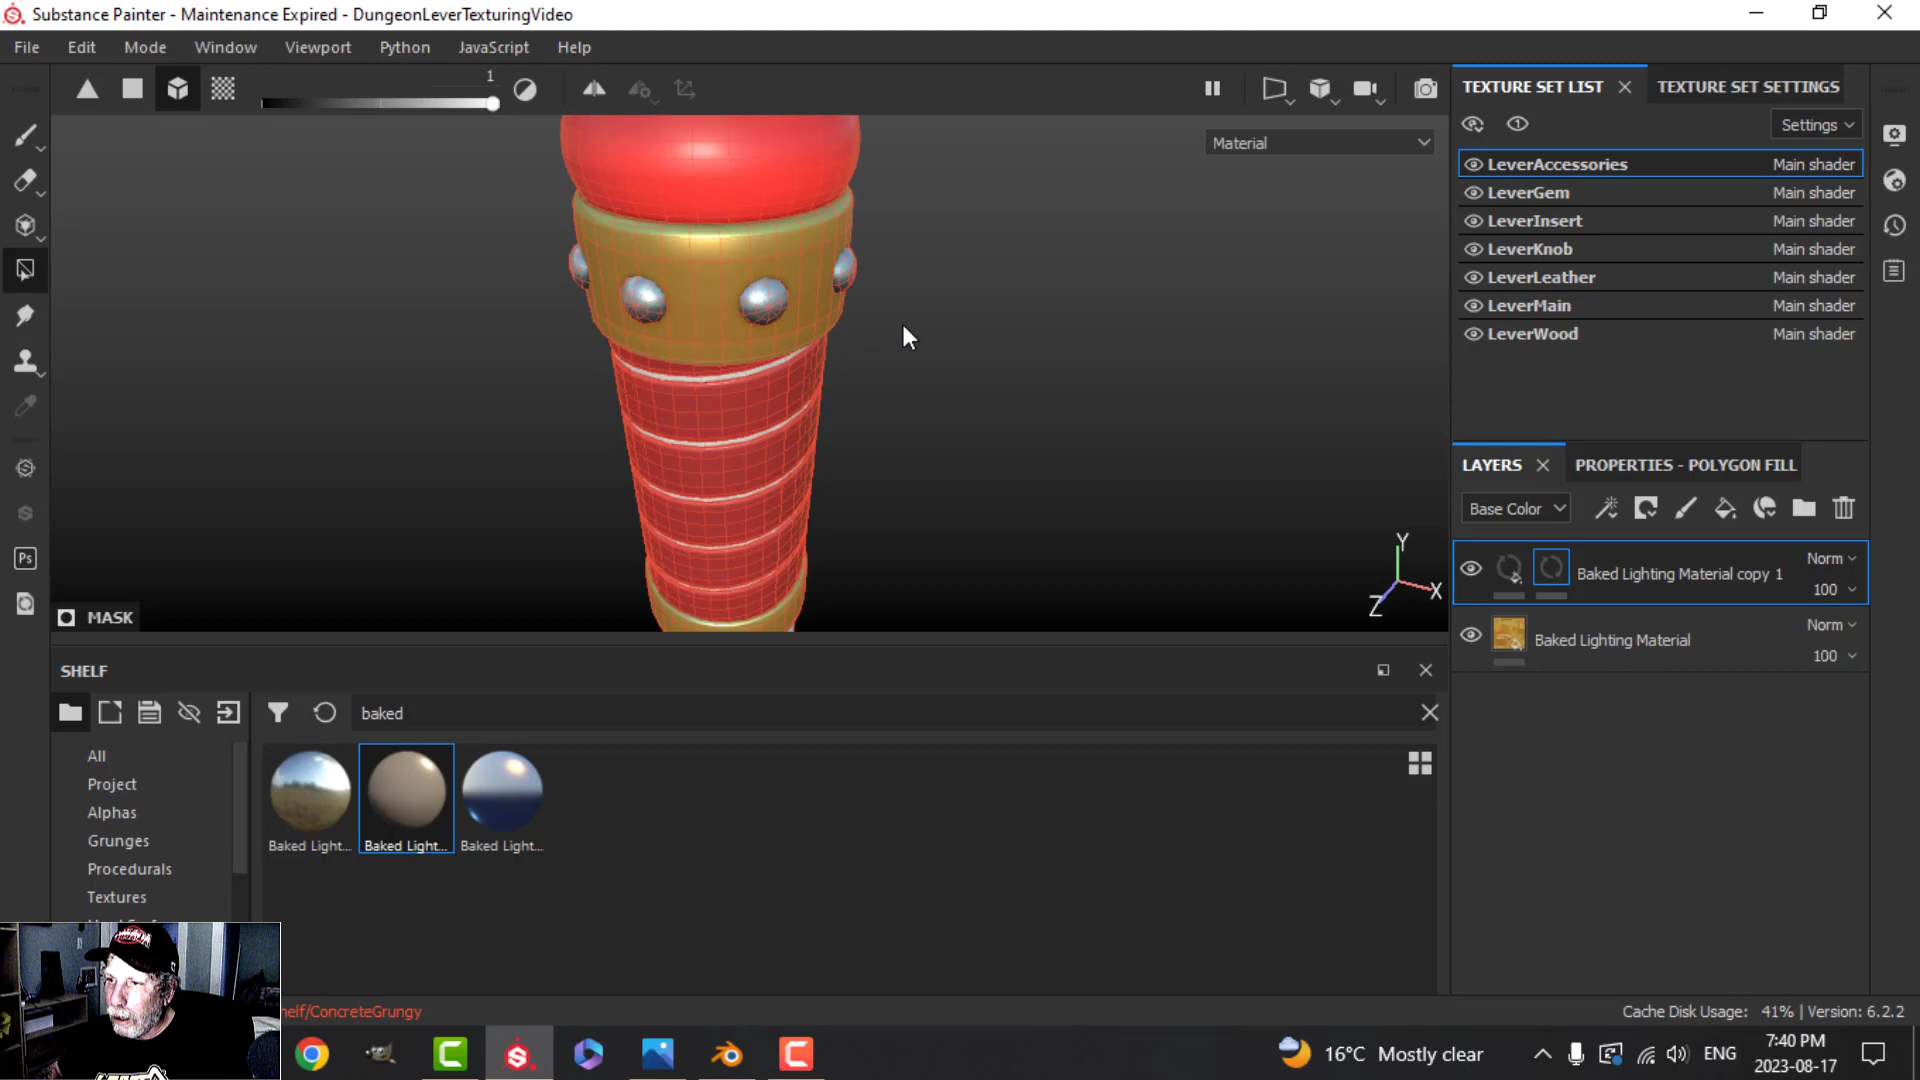 Substance Painter - Maintenance Expired - DungeonLeverTexturingVideo
File Edit Mode Window Viewport Python JavaScript Help
1
TEXTURE SET LIST TEXTURE SET SETTINGS
Settings
Material
LeverAccessories Main shader
LeverGem Main shader
LeverInsert Main shader
LeverKnob Main shader
LeverLeather Main shader
LeverMain Main shader
LeverWood Main shader
LAYERS PROPERTIES - POLYGON FILL
Base Color
Baked Lighting Material copy 1 Norm
100
Baked Lighting Material Norm
100
Y
X
Z
MASK
Ps
SHELF
baked
All
Project
Alphas
Grunges
Procedurals
Textures
Baked Light... Baked Light... Baked Light...
helf/ConcreteGrungy
Cache Disk Usage: 41% | Version: 6.2.2
16°C Mostly clear
ENG
7:40 PM
2023-08-17